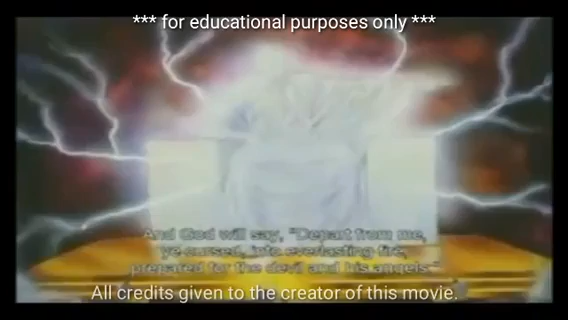 *** for educational purposes only ***
And God will say, "Depart from me,
ye cursed, into everlasting fire,
prepared for the devil and his angels."
All credits given to the creator of this movie.